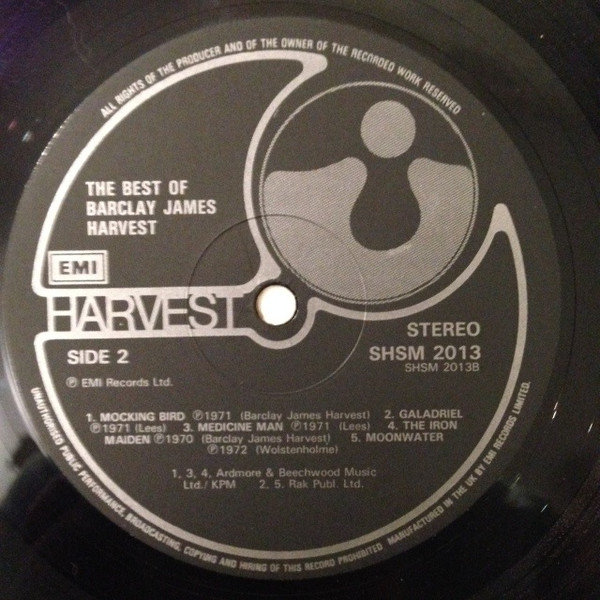 ALL RIGHTS OF THE PRODUCER AND OF THE OWNER OF THE RECORDED WORK RESERVED
THE BEST OF
BARCLAY JAMES
HARVEST
EMI
HARVEST
STEREO
SIDE 2
SHSM 2013
SHSM 2013B
℗ EMI Records Ltd.
1. MOCKING BIRD ℗1971 (Barclay James Harvest) 2. GALADRIEL
℗1971 (Lees) 3. MEDICINE MAN ℗1971 (Lees) 4. THE IRON
MAIDEN ℗1970 (Barclay James Harvest) 5. MOONWATER
℗1972 (Wolstenholme)
1, 3, 4, Ardmore & Beechwood Music
Ltd./ KPM 2, 5. Rak Publ. Ltd.
UNAUTHORISED PUBLIC PERFORMANCE, BROADCASTING, COPYING AND HIRING OF THIS RECORD PROHIBITED MANUFACTURED IN THE UK BY EMI RECORDS LIMITED.